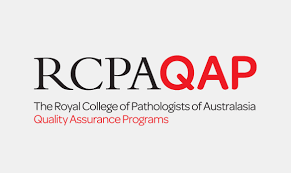 RCPAQAP
The Royal College of Pathologists of Australasia
Quality Assurance Programs